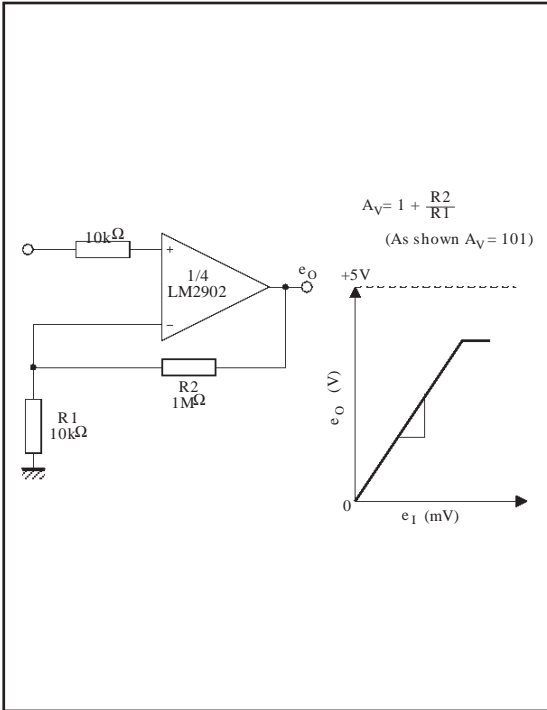 10kΩ
+
1/4
LM2902
−
e_O
R2
1MΩ
R1
10kΩ
A_V = 1 + R2/R1
(As shown A_V = 101)
+5V
e_O (V)
0
e_I (mV)